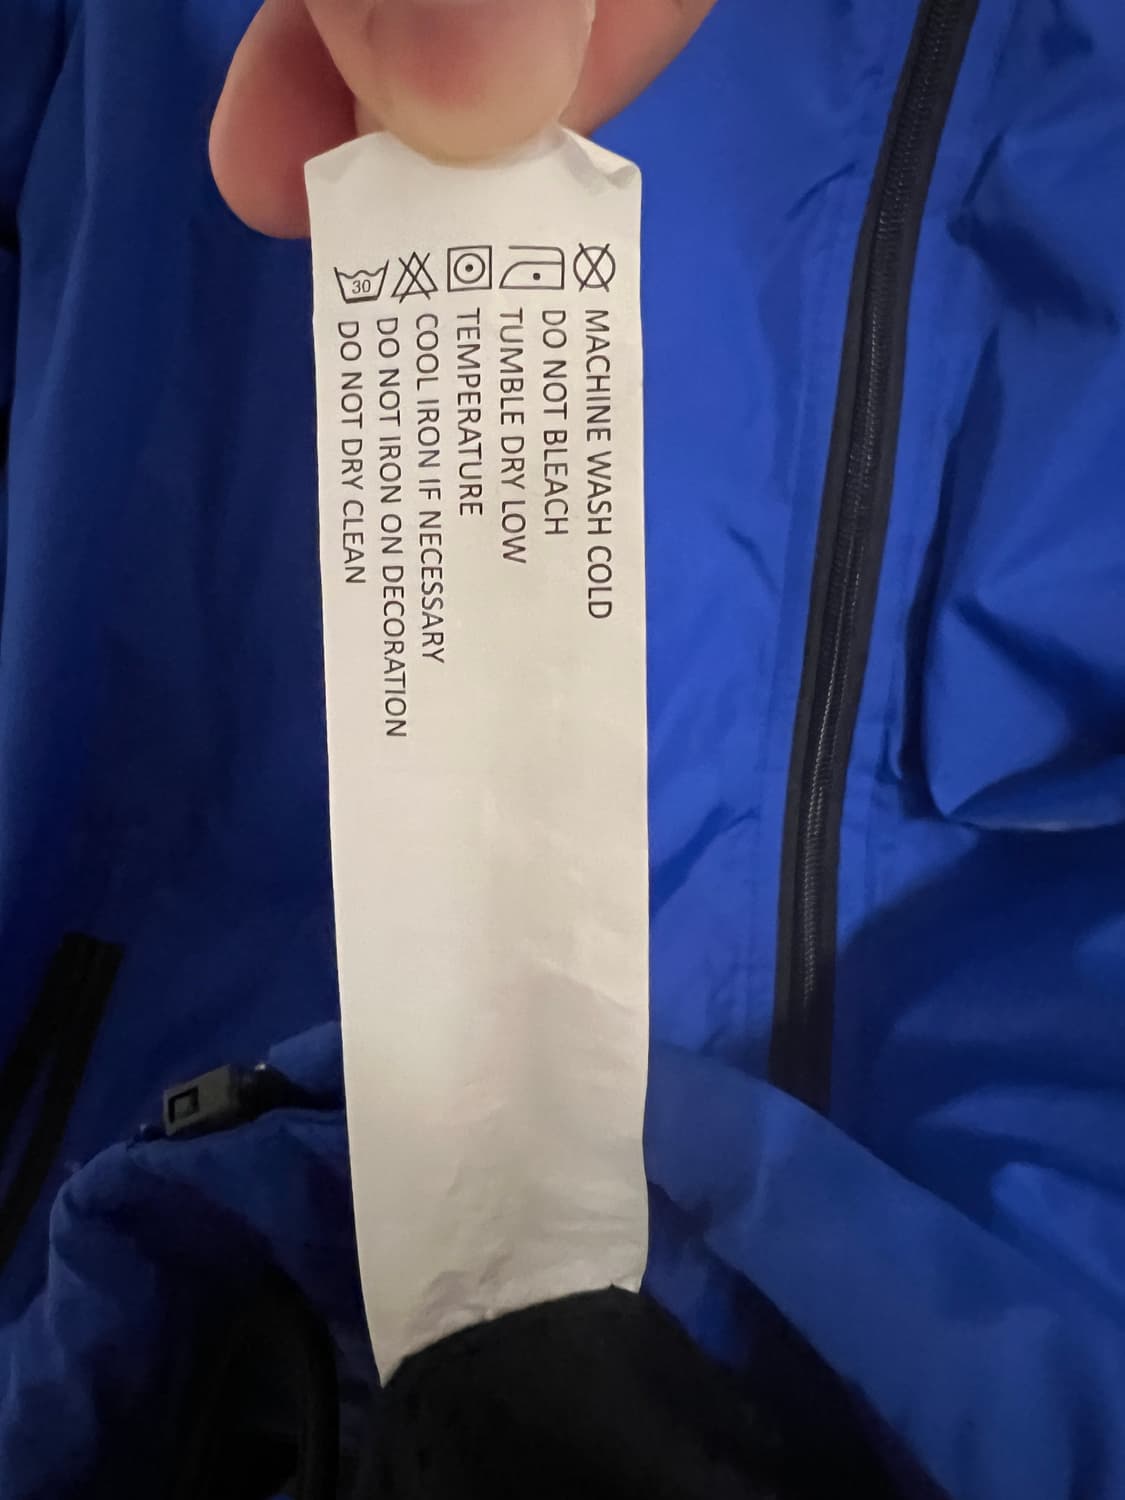 MACHINE WASH COLD
DO NOT BLEACH
TUMBLE DRY LOW
TEMPERATURE
COOL IRON IF NECESSARY
DO NOT IRON ON DECORATION
DO NOT DRY CLEAN
30